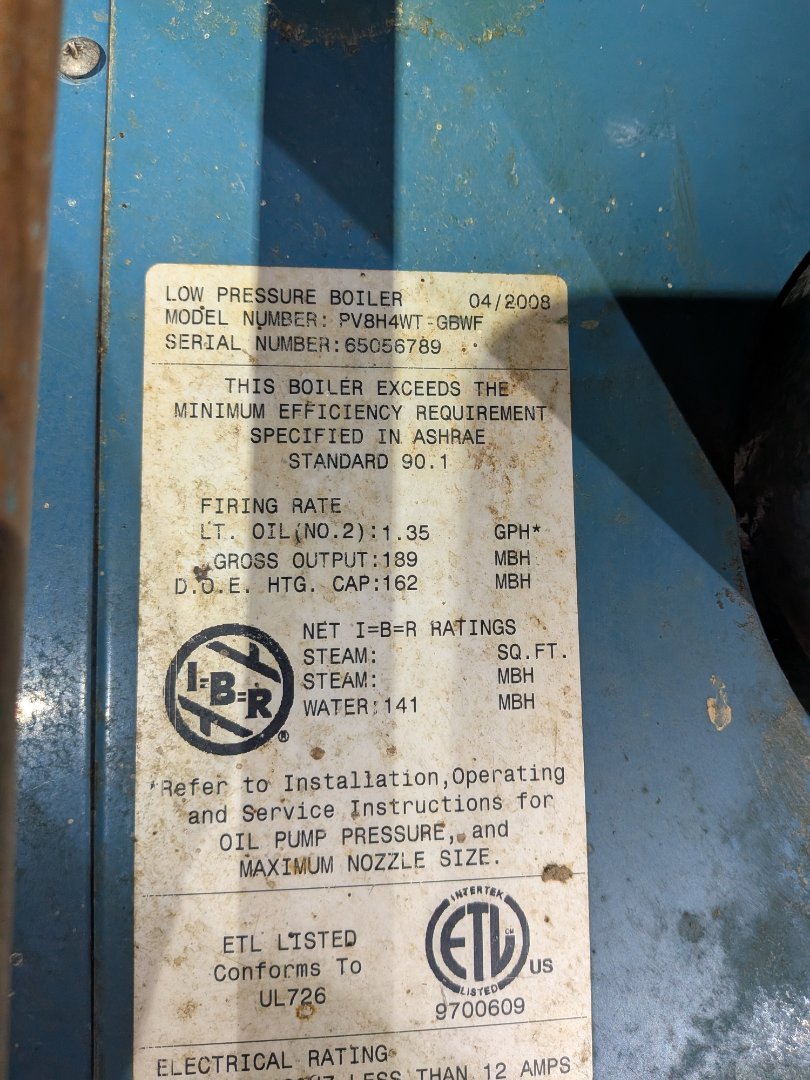 LOW PRESSURE BOILER 04/2008
MODEL NUMBER: PV8H4WT-GBWF
SERIAL NUMBER:65056789
THIS BOILER EXCEEDS THE
MINIMUM EFFICIENCY REQUIREMENT
SPECIFIED IN ASHRAE
STANDARD 90.1
FIRING RATE
LT. OIL(NO.2):1.35 GPH*
GROSS OUTPUT:189 MBH
D.O.E. HTG. CAP:162 MBH
NET I=B=R RATINGS
STEAM: SQ.FT.
STEAM: MBH
WATER:141 MBH
I=B=R
®
*Refer to Installation,Operating
and Service Instructions for
OIL PUMP PRESSURE, and
MAXIMUM NOZZLE SIZE.
ETL LISTED
Conforms To
UL726
INTERTEK
ETL
CM
US
LISTED
9700609
ELECTRICAL RATING
LESS THAN 12 AMPS